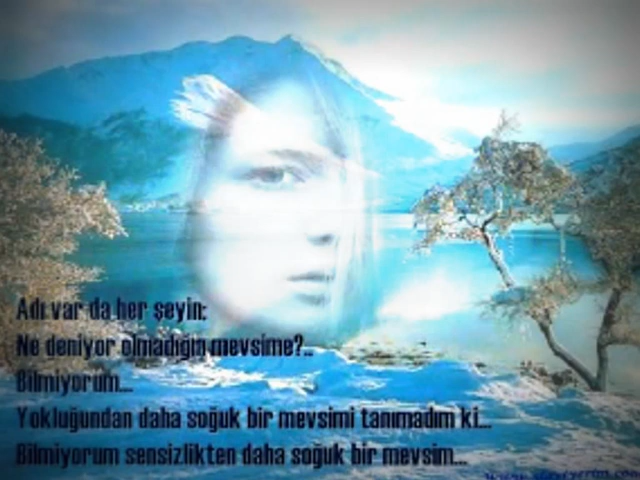 Adı var da her şeyin;
Ne deniyor olmadığın mevsime?..
Bilmiyorum...
Yokluğundan daha soğuk bir mevsimi tanımadım ki...
Bilmiyorum sensizlikten daha soğuk bir mevsim...